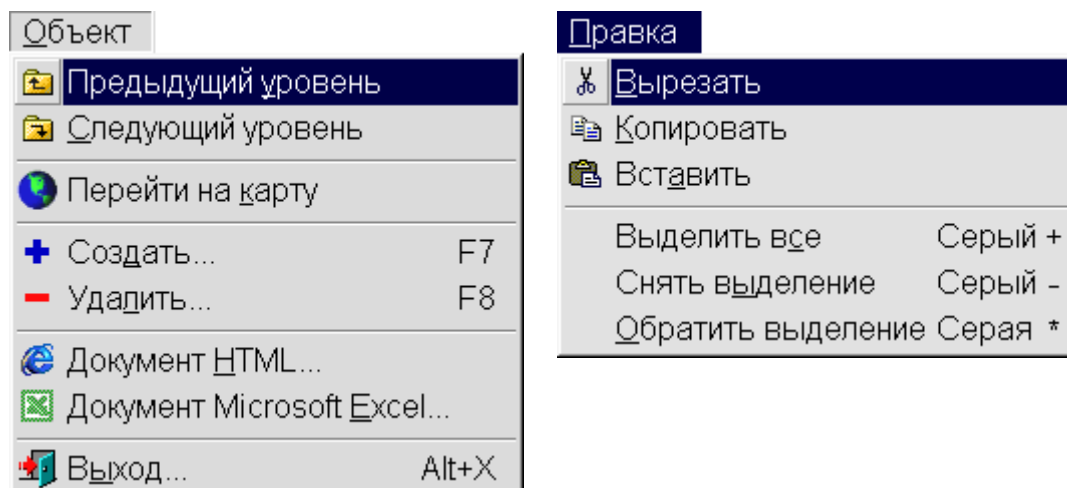 Объект
Предыдущий уровень
Следующий уровень
Перейти на карту
Создать... F7
Удалить... F8
Документ HTML...
Документ Microsoft Excel...
Выход... Alt+X
Правка
Вырезать
Копировать
Вставить
Выделить все Серый +
Снять выделение Серый -
Обратить выделение Серая *